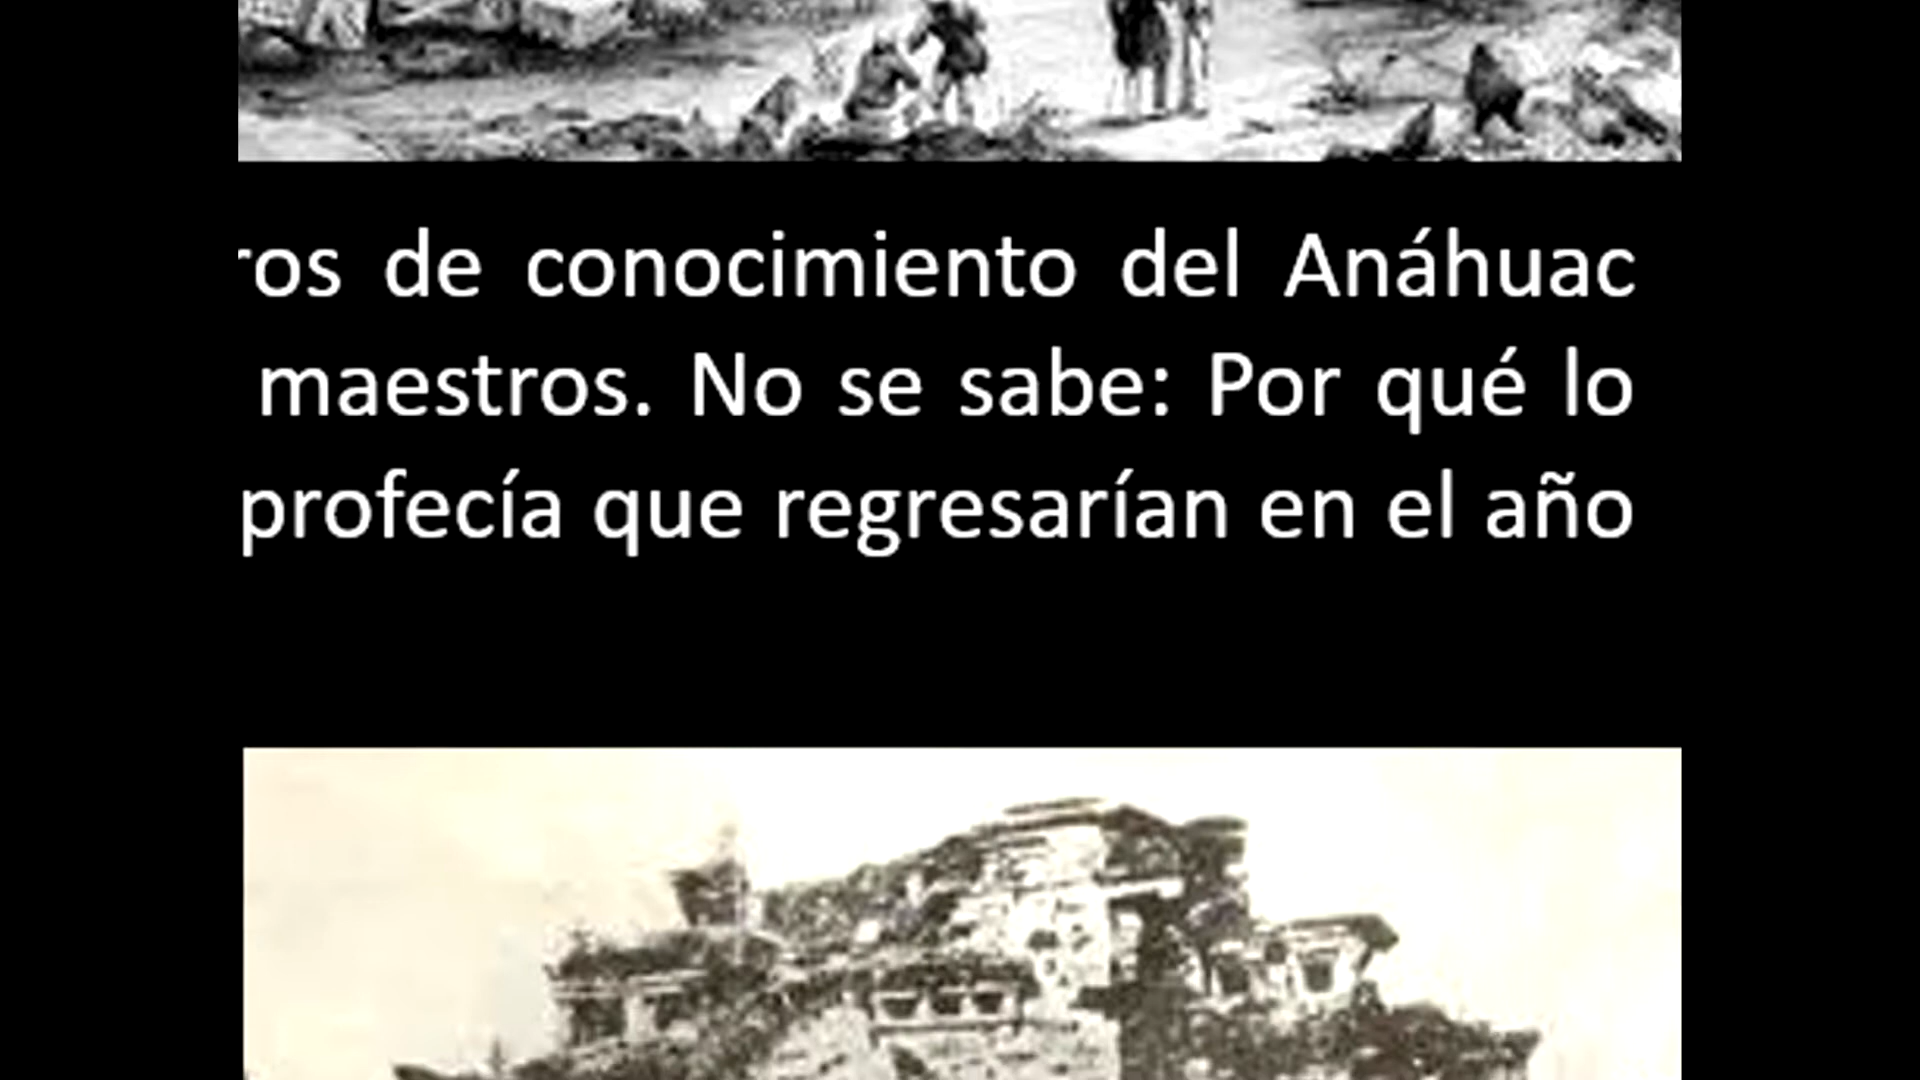 ros de conocimiento del Anáhuac
maestros. No se sabe: Por qué lo
profecía que regresarían en el año